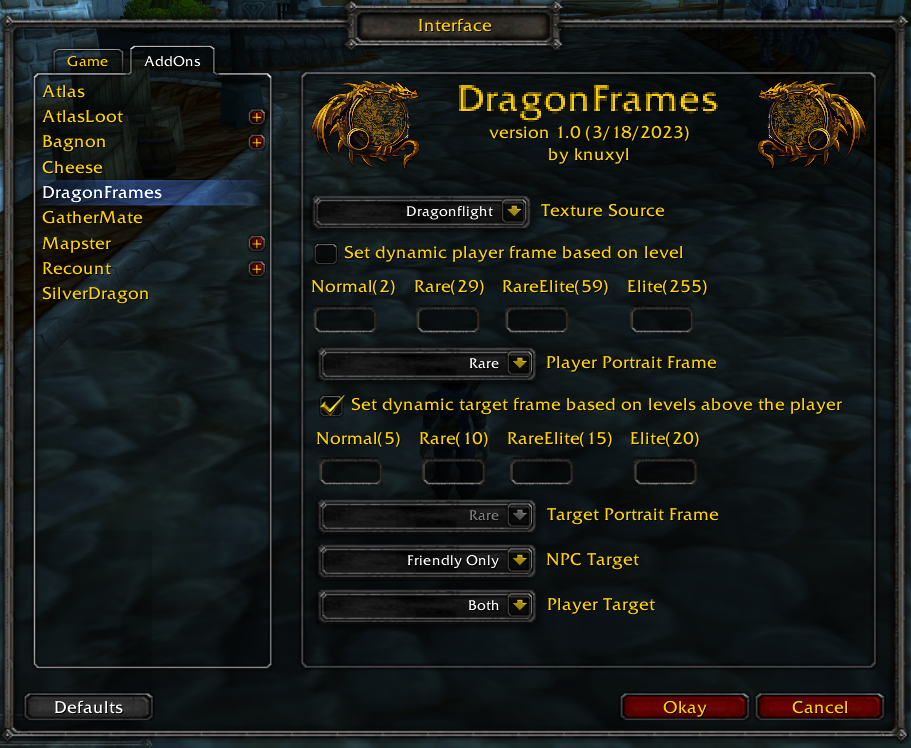 Interface
Game
AddOns
Atlas
AtlasLoot
Bagnon
Cheese
DragonFrames
GatherMate
Mapster
Recount
SilverDragon
DragonFrames
version 1.0 (3/18/2023)
by knuxyl
Dragonflight Texture Source
Set dynamic player frame based on level
Normal(2) Rare(29) RareElite(59) Elite(255)
Rare Player Portrait Frame
Set dynamic target frame based on levels above the player
Normal(5) Rare(10) RareElite(15) Elite(20)
Rare Target Portrait Frame
Friendly Only NPC Target
Both Player Target
Defaults
Okay
Cancel